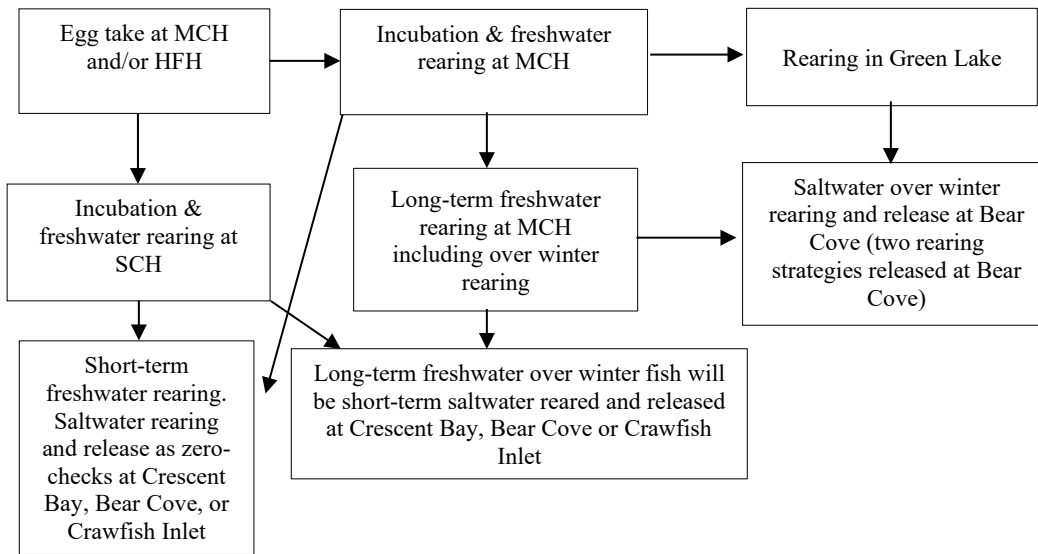 Egg take at MCH
and/or HFH
Incubation & freshwater
rearing at MCH
Rearing in Green Lake
Incubation &
freshwater rearing at
SCH
Long-term freshwater
rearing at MCH
including over winter
rearing
Saltwater over winter
rearing and release at Bear
Cove (two rearing
strategies released at Bear
Cove)
Short-term
freshwater rearing.
Saltwater rearing
and release as zero-
checks at Crescent
Bay, Bear Cove, or
Crawfish Inlet
Long-term freshwater over winter fish will
be short-term saltwater reared and released
at Crescent Bay, Bear Cove or Crawfish
Inlet